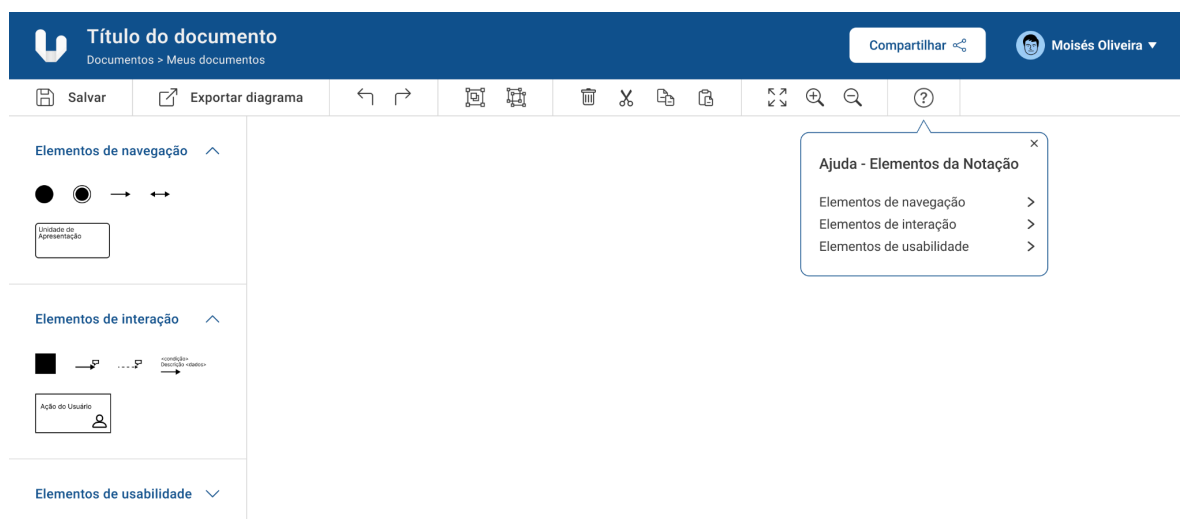 Título do documento
Documentos > Meus documentos
Compartilhar
Moisés Oliveira
Salvar
Exportar diagrama
Elementos de navegação
Unidade de
Apresentação
Elementos de interação
<condição>
Descrição <dados>
Ação do Usuário
Elementos de usabilidade
Ajuda - Elementos da Notação
Elementos de navegação
Elementos de interação
Elementos de usabilidade